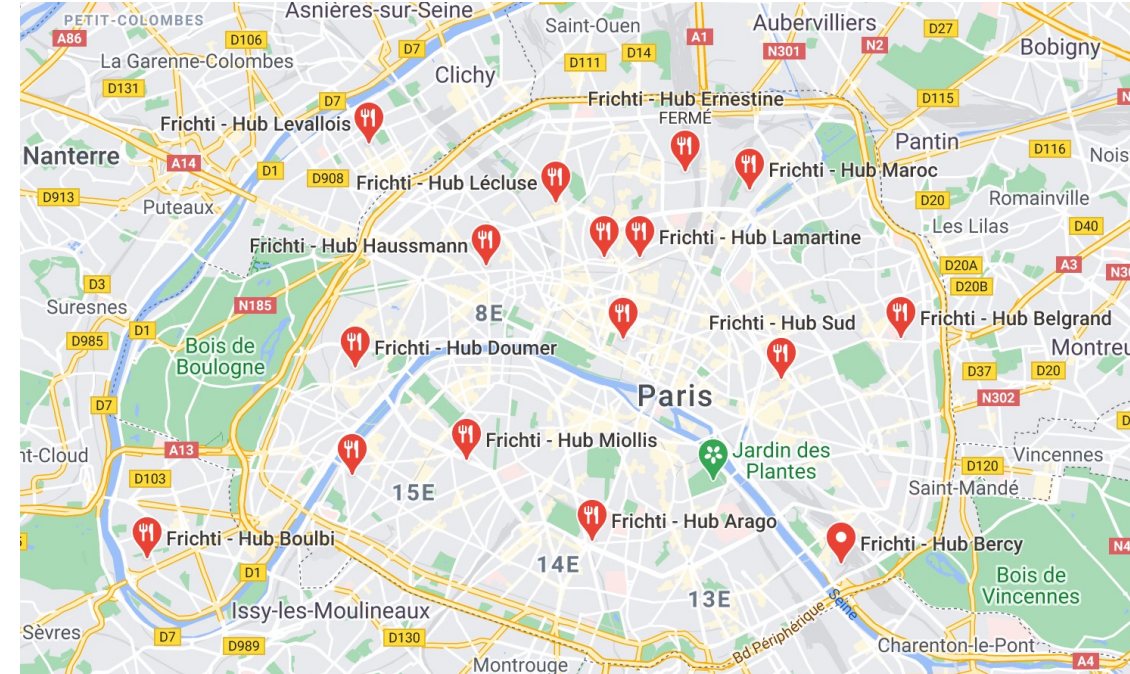 PETIT-COLOMBES
Asnières-sur-Seine
Saint-Ouen
Aubervilliers
D27
A86
D106
D7
A1
N2
D14
N301
Bobigny
La Garenne-Colombes
D111
Clichy
D131
D7
Frichti - Hub Ernestine
FERMÉ
D115
N
Frichti - Hub Levallois
Pantin
D116
Nois
Nanterre
A14
D1
D908
Frichti - Hub Lécluse
Frichti - Hub Maroc
D913
Puteaux
D20
Romainville
Les Lilas
D40
Frichti - Hub Haussmann
Frichti - Hub Lamartine
D20A
A3
N30
D3
D20B
Suresnes
N185
8E
Frichti - Hub Sud
Frichti - Hub Belgrand
D1
D985
Bois de
Boulogne
Frichti - Hub Doumer
Montreu
D37
D20
Paris
N302
D7
D
nt-Cloud
A13
Frichti - Hub Miollis
Jardin des
Plantes
Vincennes
D120
D103
15E
Saint-Mandé
Frichti - Hub Arago
Frichti - Hub Boulbi
Frichti - Hub Bercy
N4
14E
D1
Bois de
Vincennes
13E
Issy-les-Moulineaux
Seine
Sèvres
D7
D989
D130
Bd Périphérique
Charenton-le-Pont
Montrouge
A4